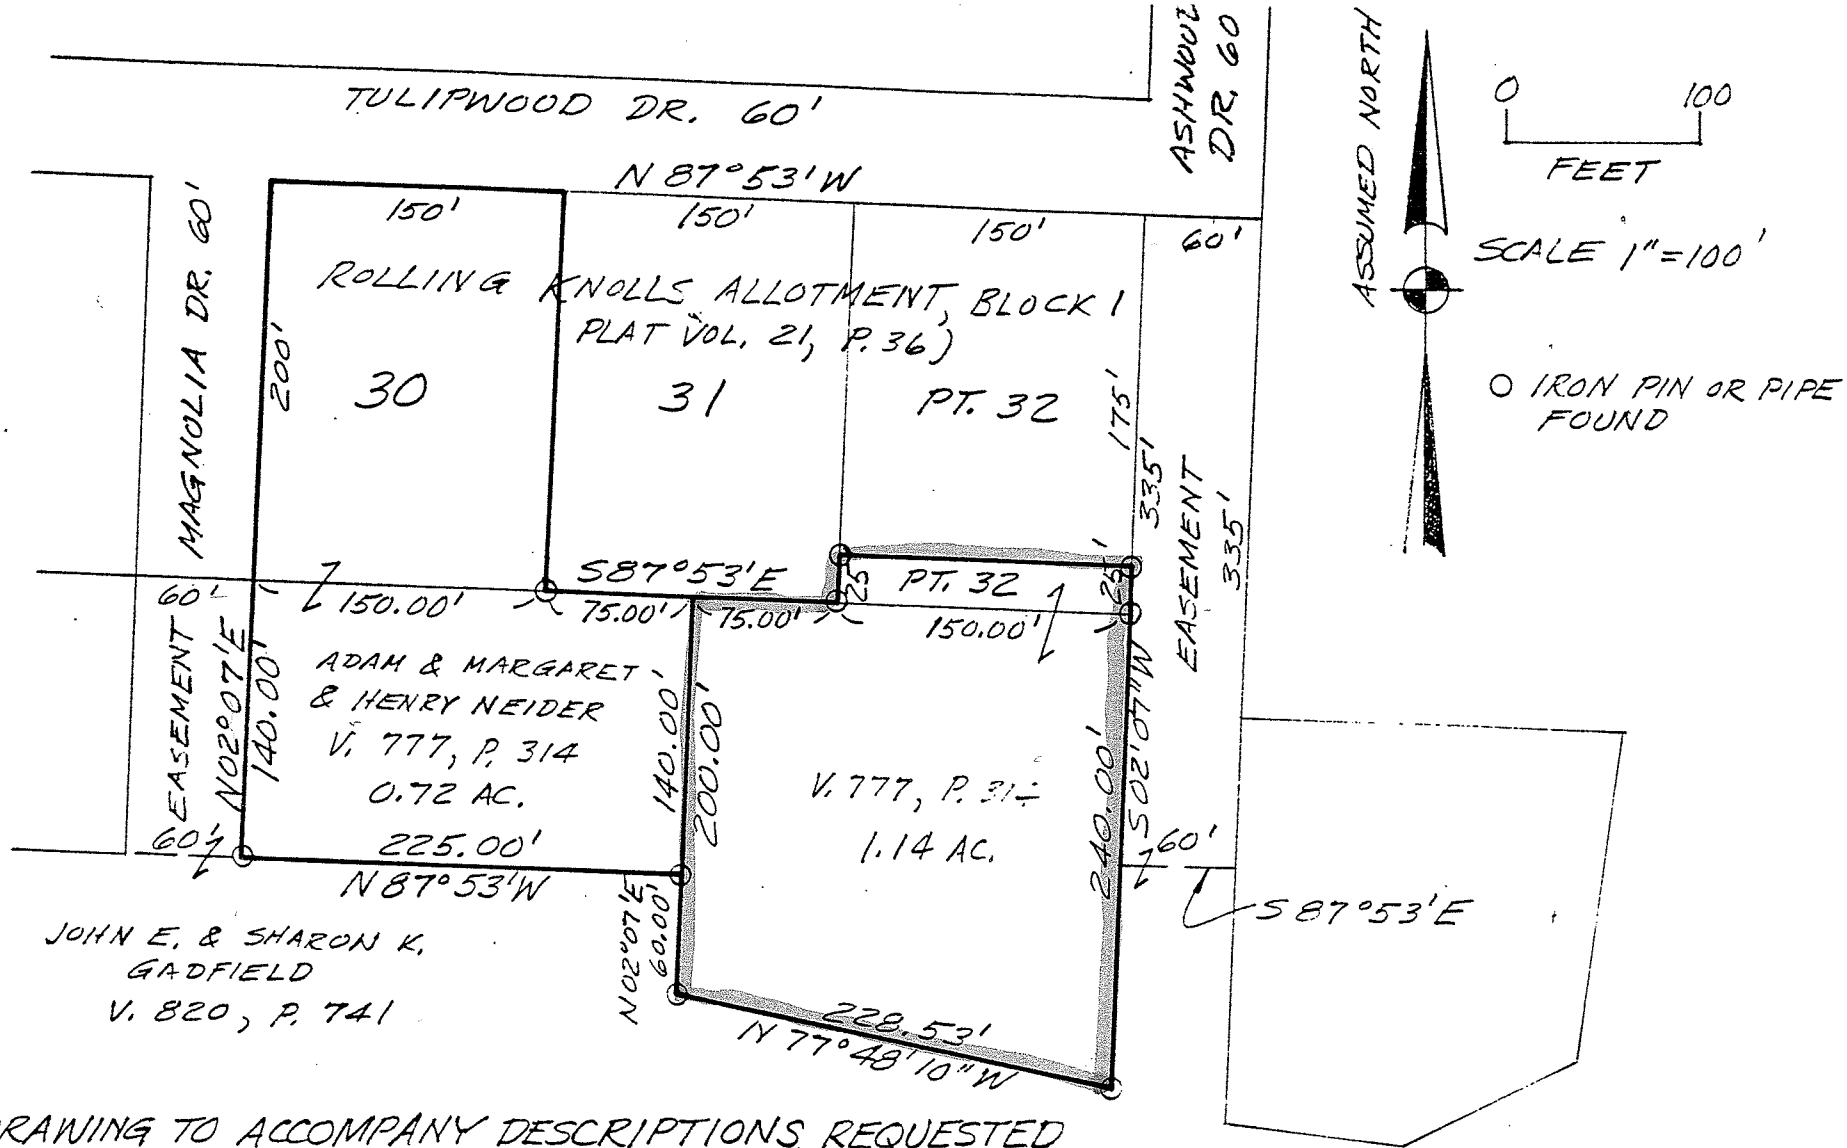 TULIPWOOD DR. 60'
DR. 60
ASSUMED NORTH
0 100
FEET
SCALE 1"=100'
O IRON PIN OR PIPE
FOUND
N 87°53'W
150'
150'
150'
60'
MAGNOLIA DR. 60'
200'
ROLLING KNOLLS ALLOTMENT, BLOCK 1
PLAT VOL. 21, P. 36)
30
31
PT. 32
175'
335'
EASEMENT
335'
S87°53'E
25'
PT. 32
25'
60'
150.00'
75.00'
75.00'
150.00'
EASEMENT
N02°07'E
140.00'
ADAM & MARGARET
& HENRY NEIDER
V. 777, P. 314
0.72 AC.
140.00'
200.00'
V. 777, P.
1.14 AC.
240.00'
S02°07"W
60'
225.00'
N87°53'W
60'
S87°53'E
N02°07'E
60.00'
JOHN E. & SHARON K.
GADFIELD
V. 820, P. 741
228.53'
N 77°48'10"W
DRAWING TO ACCOMPANY DESCRIPTIONS REQUESTED